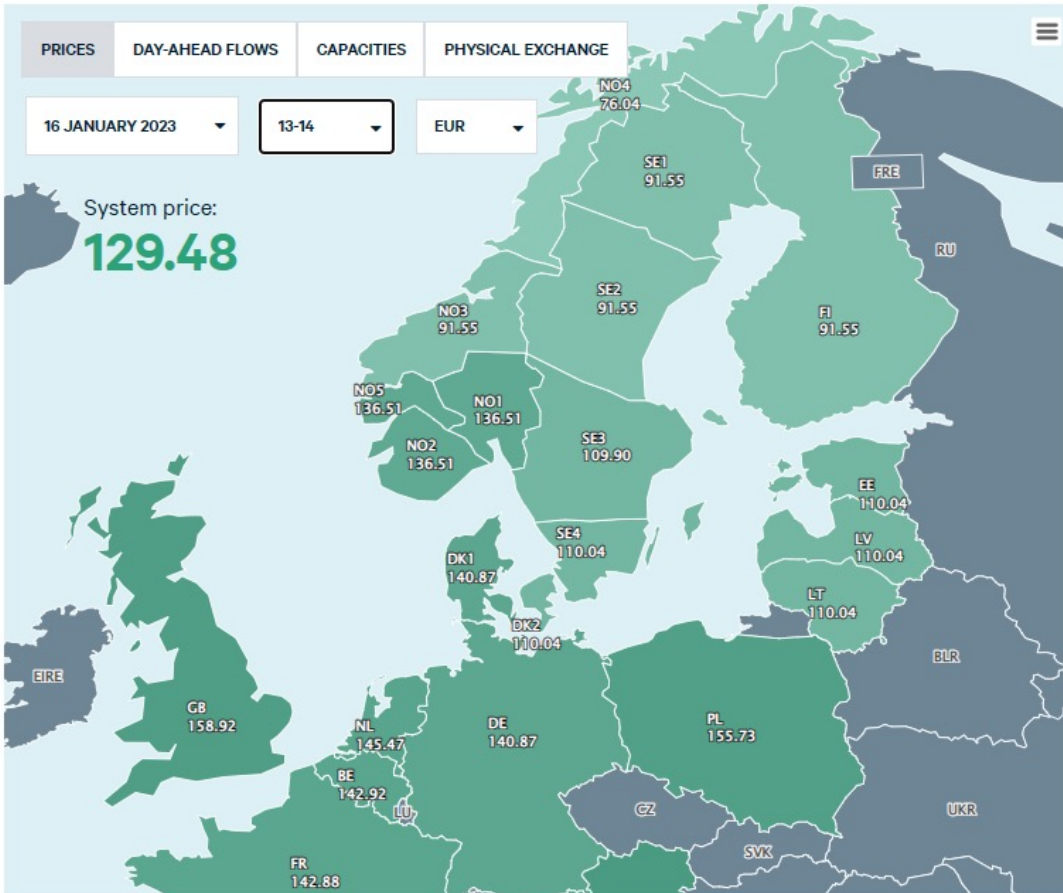 PRICES DAY-AHEAD FLOWS CAPACITIES PHYSICAL EXCHANGE
16 JANUARY 2023 13-14 EUR
System price:
129.48
NO4
76.04
SE1
91.55
FRE
RU
SE2
91.55
NO3
91.55
FI
91.55
NO5
136.51
NO1
136.51
NO2
136.51
SE3
109.90
EE
110.04
SE4
110.04
LV
110.04
DK1
140.87
LT
110.04
DK2
110.04
BLR
EIRE
GB
158.92
NL
145.47
DE
140.87
PL
155.73
BE
142.92
LU
CZ
UKR
SVK
FR
142.88